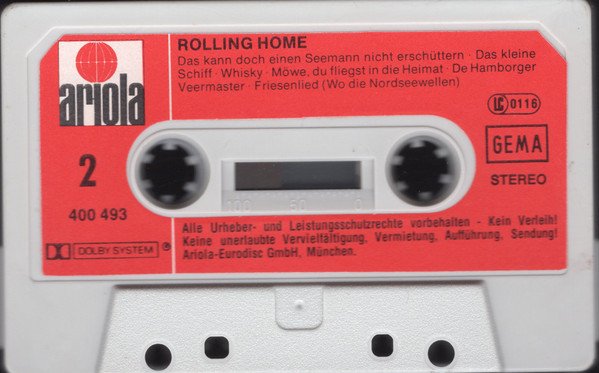 ROLLING HOME
Das kann doch einen Seemann nicht erschüttern · Das kleine
Schiff · Whisky · Möwe, du fliegst in die Heimat · De Hamborger
Veermaster · Friesenlied (Wo die Nordseewellen)
ariola
LC 0116
GEMA
2
STEREO
400 493
100 50 0
Alle Urheber- und Leistungsschutzrechte vorbehalten - Kein Verleih!
Keine unerlaubte Vervielfältigung, Vermietung, Aufführung, Sendung!
Ariola-Eurodisc GmbH, München.
DOLBY SYSTEM ℗